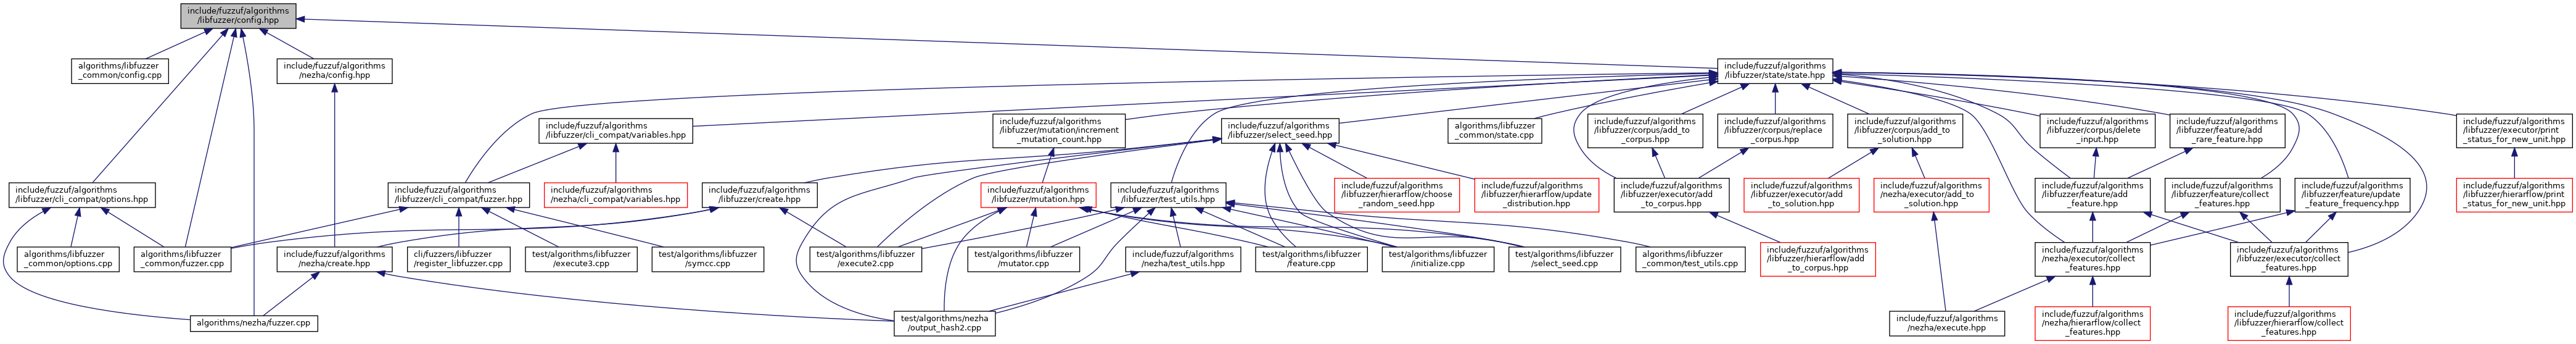 include/fuzzuf/algorithms
/libfuzzer/config.hpp
algorithms/libfuzzer
_common/config.cpp
include/fuzzuf/algorithms
/nezha/config.hpp
include/fuzzuf/algorithms
/libfuzzer/state/state.hpp
include/fuzzuf/algorithms
/libfuzzer/cli_compat/variables.hpp
include/fuzzuf/algorithms
/libfuzzer/mutation/increment
_mutation_count.hpp
include/fuzzuf/algorithms
/libfuzzer/select_seed.hpp
algorithms/libfuzzer
_common/state.cpp
include/fuzzuf/algorithms
/libfuzzer/corpus/add_to
_corpus.hpp
include/fuzzuf/algorithms
/libfuzzer/corpus/replace
_corpus.hpp
include/fuzzuf/algorithms
/libfuzzer/corpus/add_to
_solution.hpp
include/fuzzuf/algorithms
/libfuzzer/corpus/delete
_input.hpp
include/fuzzuf/algorithms
/libfuzzer/feature/add
_rare_feature.hpp
include/fuzzuf/algorithms
/libfuzzer/executor/print
_status_for_new_unit.hpp
include/fuzzuf/algorithms
/libfuzzer/cli_compat/options.hpp
include/fuzzuf/algorithms
/libfuzzer/cli_compat/fuzzer.hpp
include/fuzzuf/algorithms
/nezha/cli_compat/variables.hpp
include/fuzzuf/algorithms
/libfuzzer/create.hpp
include/fuzzuf/algorithms
/libfuzzer/mutation.hpp
include/fuzzuf/algorithms
/libfuzzer/test_utils.hpp
include/fuzzuf/algorithms
/libfuzzer/hierarflow/choose
_random_seed.hpp
include/fuzzuf/algorithms
/libfuzzer/hierarflow/update
_distribution.hpp
include/fuzzuf/algorithms
/libfuzzer/executor/add
_to_corpus.hpp
include/fuzzuf/algorithms
/libfuzzer/executor/add
_to_solution.hpp
include/fuzzuf/algorithms
/nezha/executor/add_to
_solution.hpp
include/fuzzuf/algorithms
/libfuzzer/feature/add
_feature.hpp
include/fuzzuf/algorithms
/libfuzzer/feature/collect
_features.hpp
include/fuzzuf/algorithms
/libfuzzer/feature/update
_feature_frequency.hpp
include/fuzzuf/algorithms
/libfuzzer/hierarflow/print
_status_for_new_unit.hpp
algorithms/libfuzzer
_common/options.cpp
algorithms/libfuzzer
_common/fuzzer.cpp
include/fuzzuf/algorithms
/nezha/create.hpp
cli/fuzzers/libfuzzer
/register_libfuzzer.cpp
test/algorithms/libfuzzer
/execute3.cpp
test/algorithms/libfuzzer
/symcc.cpp
test/algorithms/libfuzzer
/execute2.cpp
test/algorithms/libfuzzer
/mutator.cpp
include/fuzzuf/algorithms
/nezha/test_utils.hpp
test/algorithms/libfuzzer
/feature.cpp
test/algorithms/libfuzzer
/initialize.cpp
test/algorithms/libfuzzer
/select_seed.cpp
algorithms/libfuzzer
_common/test_utils.cpp
include/fuzzuf/algorithms
/libfuzzer/hierarflow/add
_to_corpus.hpp
include/fuzzuf/algorithms
/nezha/executor/collect
_features.hpp
include/fuzzuf/algorithms
/libfuzzer/executor/collect
_features.hpp
algorithms/nezha/fuzzer.cpp
test/algorithms/nezha
/output_hash2.cpp
include/fuzzuf/algorithms
/nezha/execute.hpp
include/fuzzuf/algorithms
/nezha/hierarflow/collect
_features.hpp
include/fuzzuf/algorithms
/libfuzzer/hierarflow/collect
_features.hpp